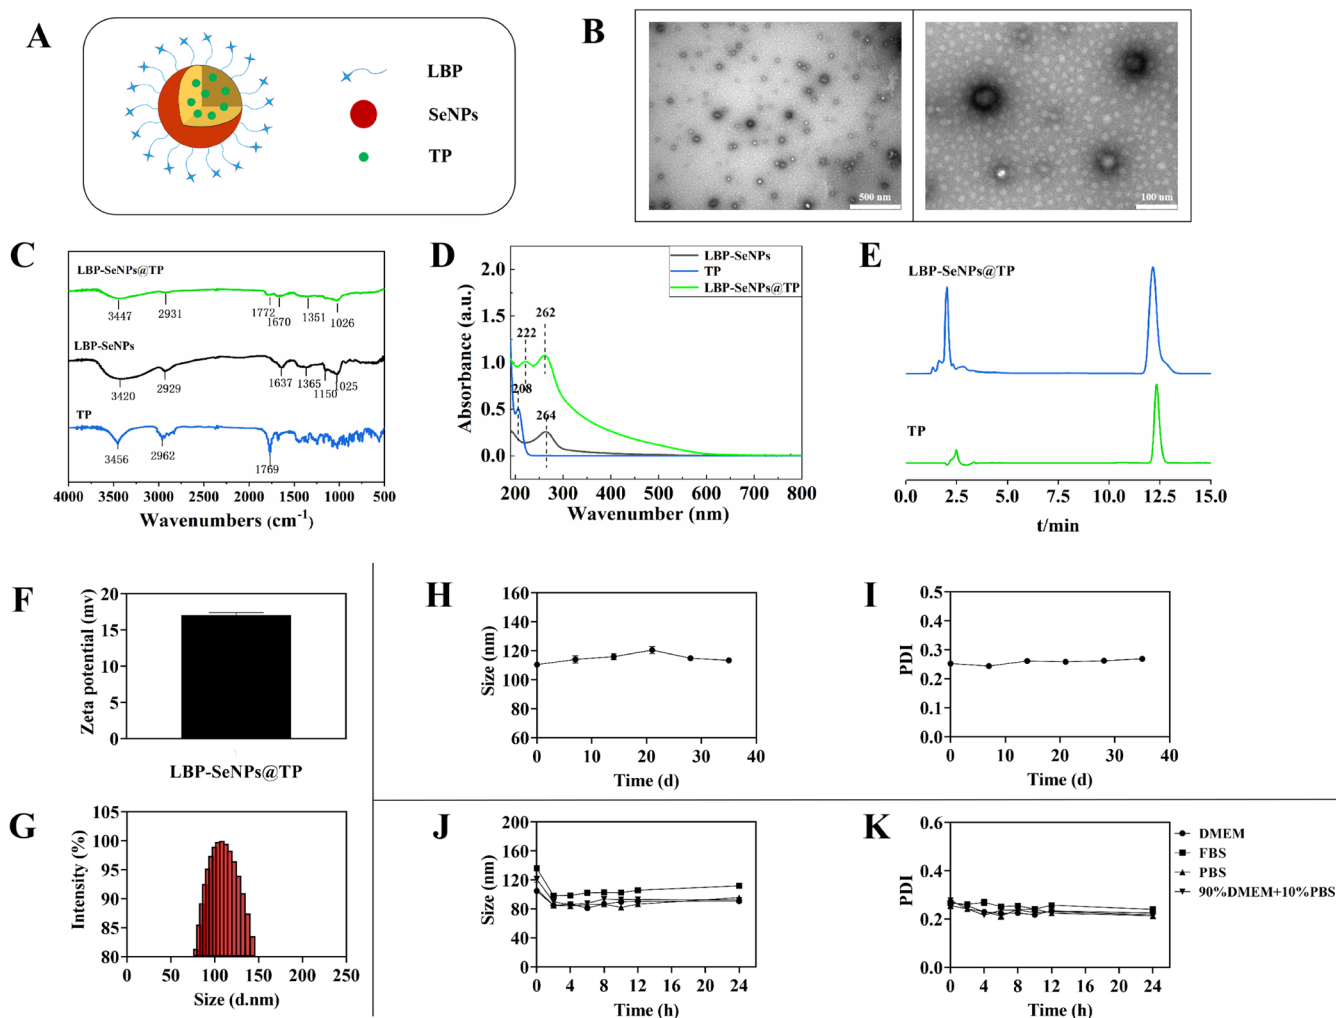 A
LBP
SeNPs
TP
B
500 nm
100 nm
C
LBP-SeNPs@TP
3447
2931
1772
1670
1351
1026
LBP-SeNPs
3420
2929
1637
1365
1150
1025
TP
3456
2962
1769
4000 3500 3000 2500 2000 1500 1000 500
Wavenumbers (cm⁻¹)
D
LBP-SeNPs
TP
LBP-SeNPs@TP
2.0
1.5
1.0
0.5
0.0
222
262
208
264
Absorbance (a.u.)
200 300 400 500 600 700 800
Wavenumber (nm)
E
LBP-SeNPs@TP
TP
0.0 2.5 5.0 7.5 10.0 12.5 15.0
t/min
F
Zeta potential (mv)
20
15
10
5
0
LBP-SeNPs@TP
G
Intensity (%)
105
100
95
90
85
80
0 50 100 150 200 250
Size (d.nm)
H
Size (nm)
160
140
120
100
80
60
0 10 20 30 40
Time (d)
I
PDI
0.5
0.4
0.3
0.2
0.1
0.0
0 10 20 30 40
Time (d)
J
Size (nm)
200
160
120
80
40
0
0 4 8 12 16 20 24
Time (h)
K
PDI
0.6
0.4
0.2
0.0
0 4 8 12 16 20 24
Time (h)
DMEM
FBS
PBS
90%DMEM+10%PBS